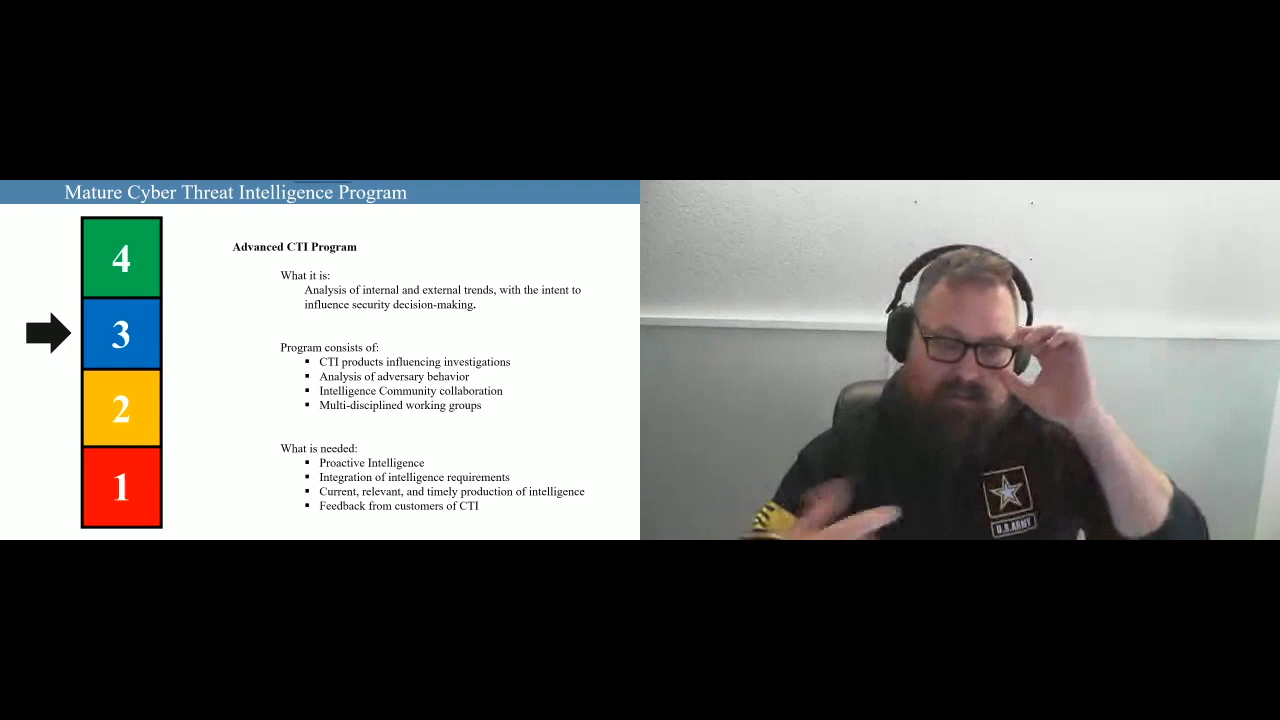 Mature Cyber Threat Intelligence Program
4
3
2
1
Advanced CTI Program
What it is:
Analysis of internal and external trends, with the intent to
influence security decision-making.
Program consists of:
▪ CTI products influencing investigations
▪ Analysis of adversary behavior
▪ Intelligence Community collaboration
▪ Multi-disciplined working groups
What is needed:
▪ Proactive Intelligence
▪ Integration of intelligence requirements
▪ Current, relevant, and timely production of intelligence
▪ Feedback from customers of CTI
U.S.ARMY